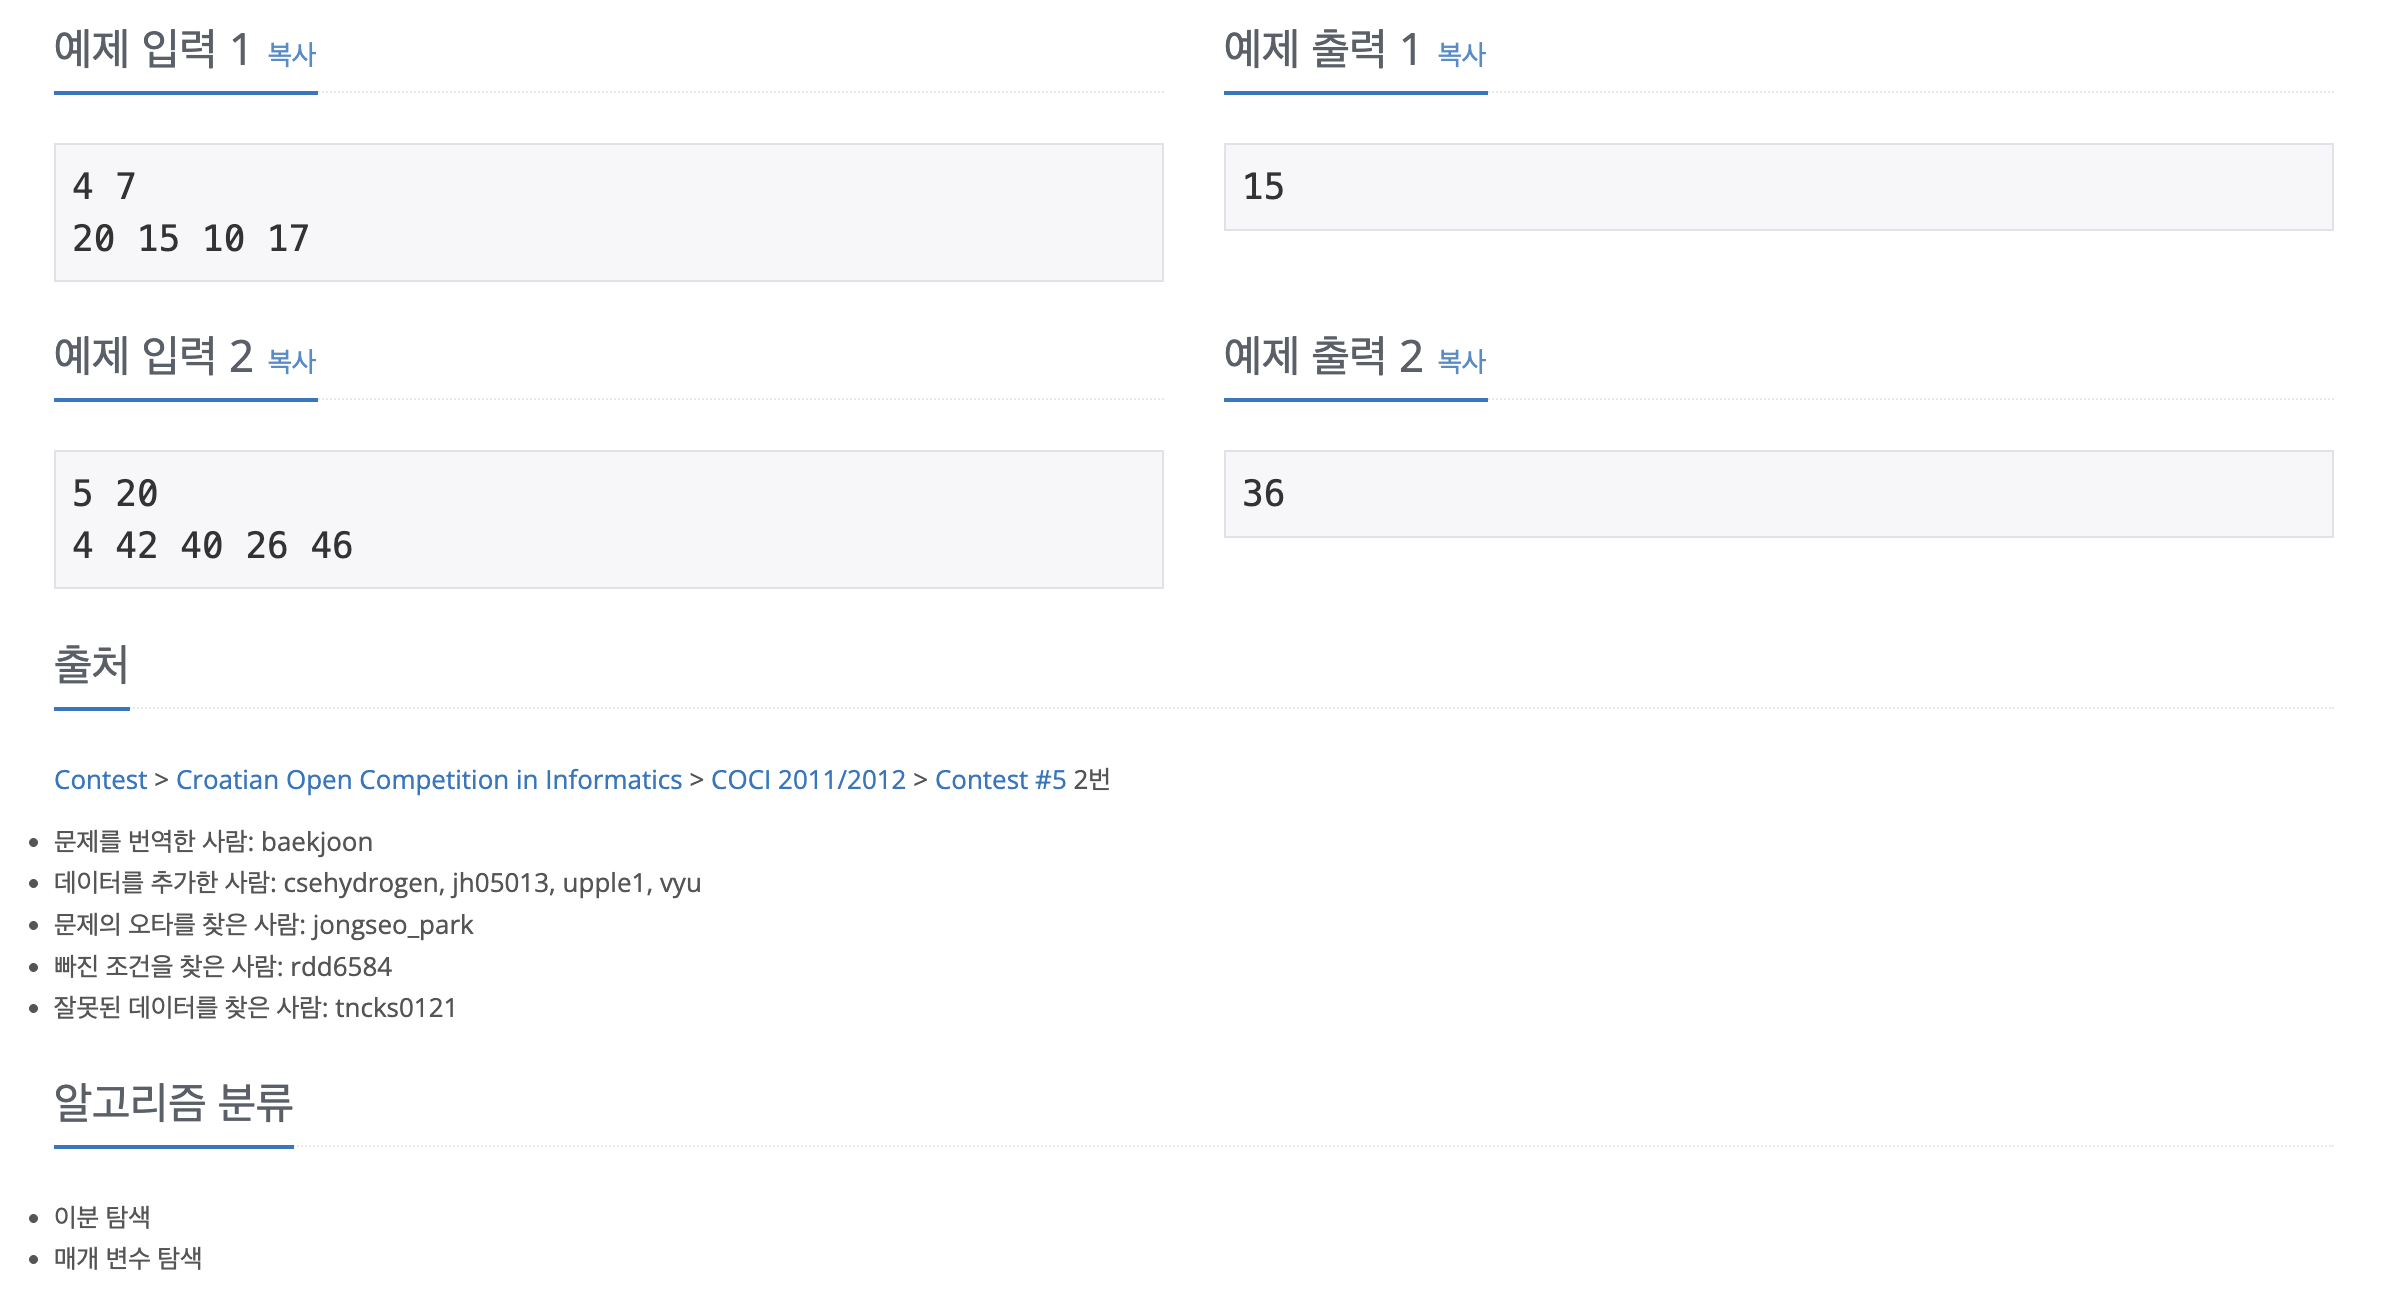 예제 입력 1 복사
4 7
20 15 10 17
예제 출력 1 복사
15
예제 입력 2 복사
5 20
4 42 40 26 46
예제 출력 2 복사
36
출처
Contest > Croatian Open Competition in Informatics > COCI 2011/2012 > Contest #5 2번
문제를 번역한 사람: baekjoon
데이터를 추가한 사람: csehydrogen, jh05013, upple1, vyu
문제의 오타를 찾은 사람: jongseo_park
빠진 조건을 찾은 사람: rdd6584
잘못된 데이터를 찾은 사람: tncks0121
알고리즘 분류
이분 탐색
매개 변수 탐색